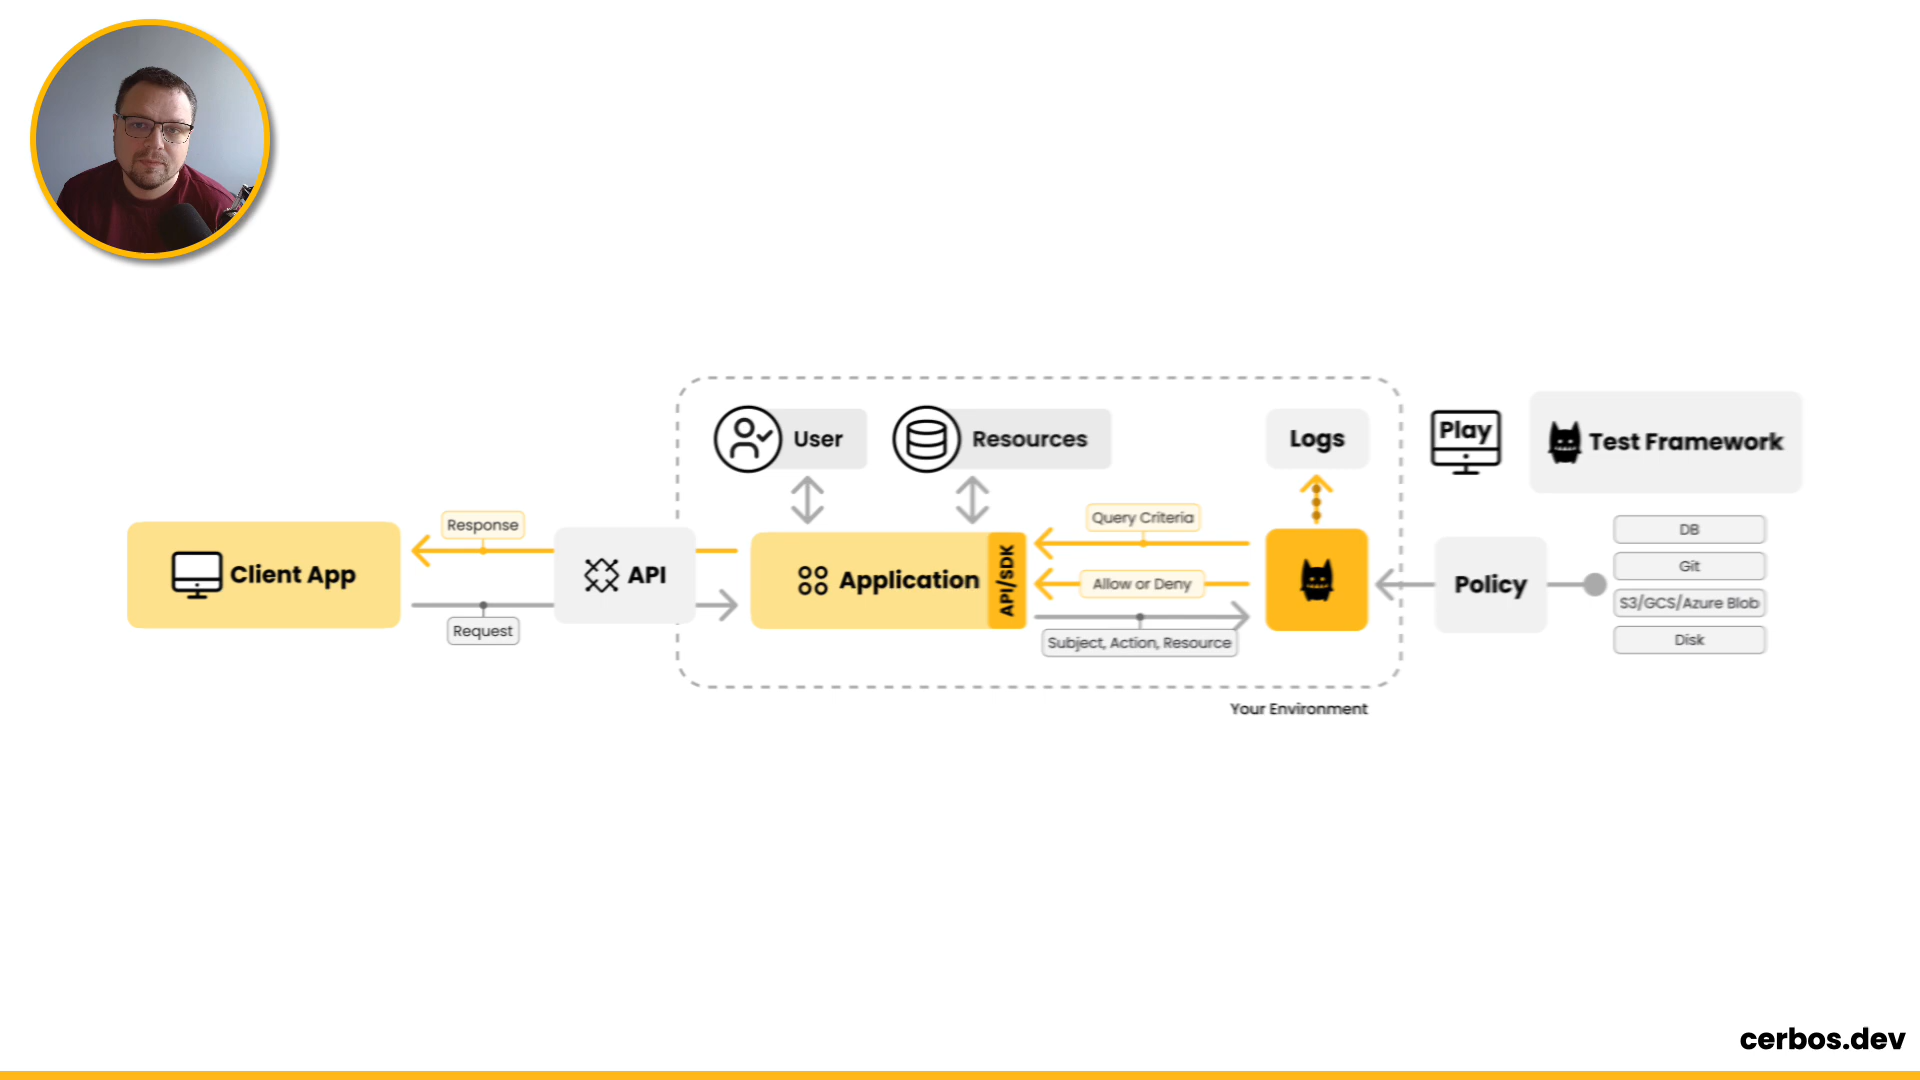 User
Resources
Logs
Play
Test Framework
Response
Client App
Request
API
Application
API/SDK
Query Criteria
Allow or Deny
Subject, Action, Resource
Policy
DB
Git
S3/GCS/Azure Blob
Disk
Your Environment
cerbos.dev